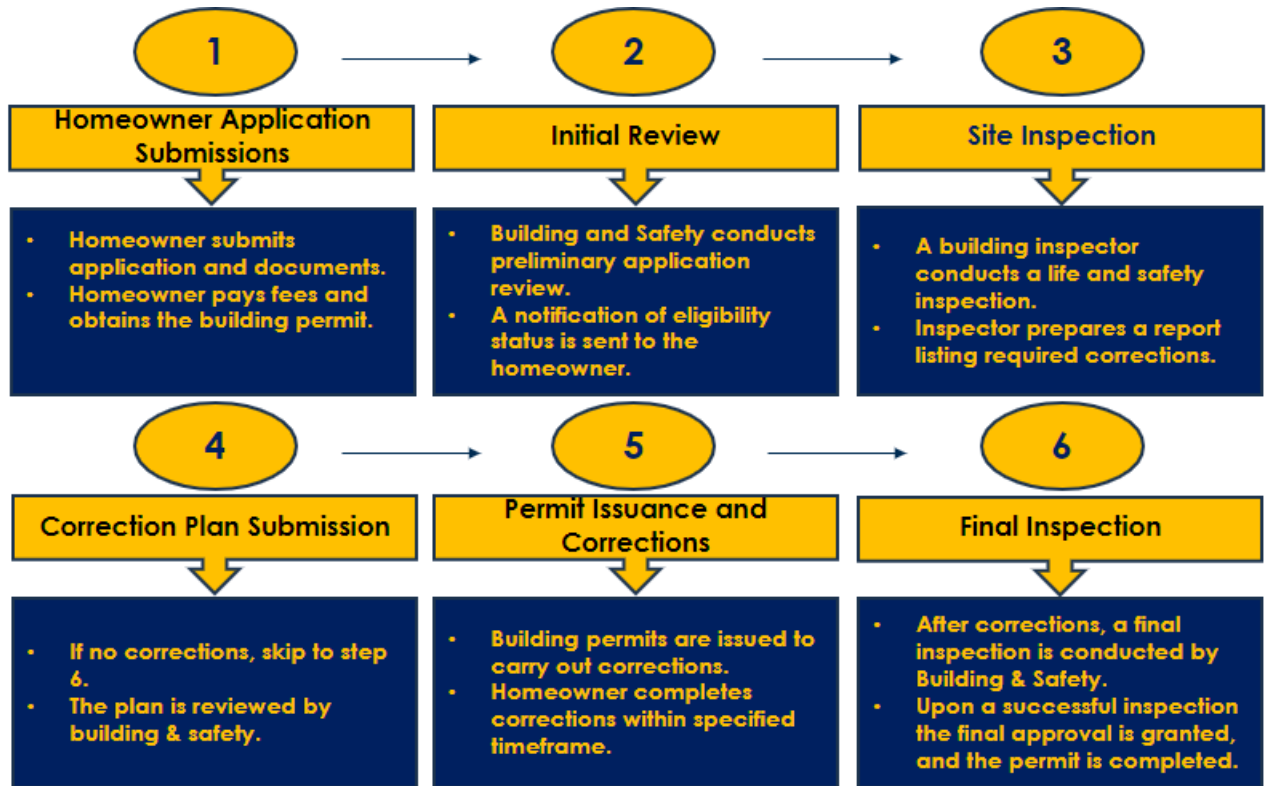 1
Homeowner Application
Submissions
• Homeowner submits
application and documents.
• Homeowner pays fees and
obtains the building permit.
2
Initial Review
• Building and Safety conducts
preliminary application
review.
• A notification of eligibility
status is sent to the
homeowner.
3
Site Inspection
• A building inspector
conducts a life and safety
inspection.
• Inspector prepares a report
listing required corrections.
4
Correction Plan Submission
• If no corrections, skip to step
6.
• The plan is reviewed by
building & safety.
5
Permit Issuance and
Corrections
• Building permits are issued to
carry out corrections.
• Homeowner completes
corrections within specified
timeframe.
6
Final Inspection
• After corrections, a final
inspection is conducted by
Building & Safety.
• Upon a successful inspection
the final approval is granted,
and the permit is completed.